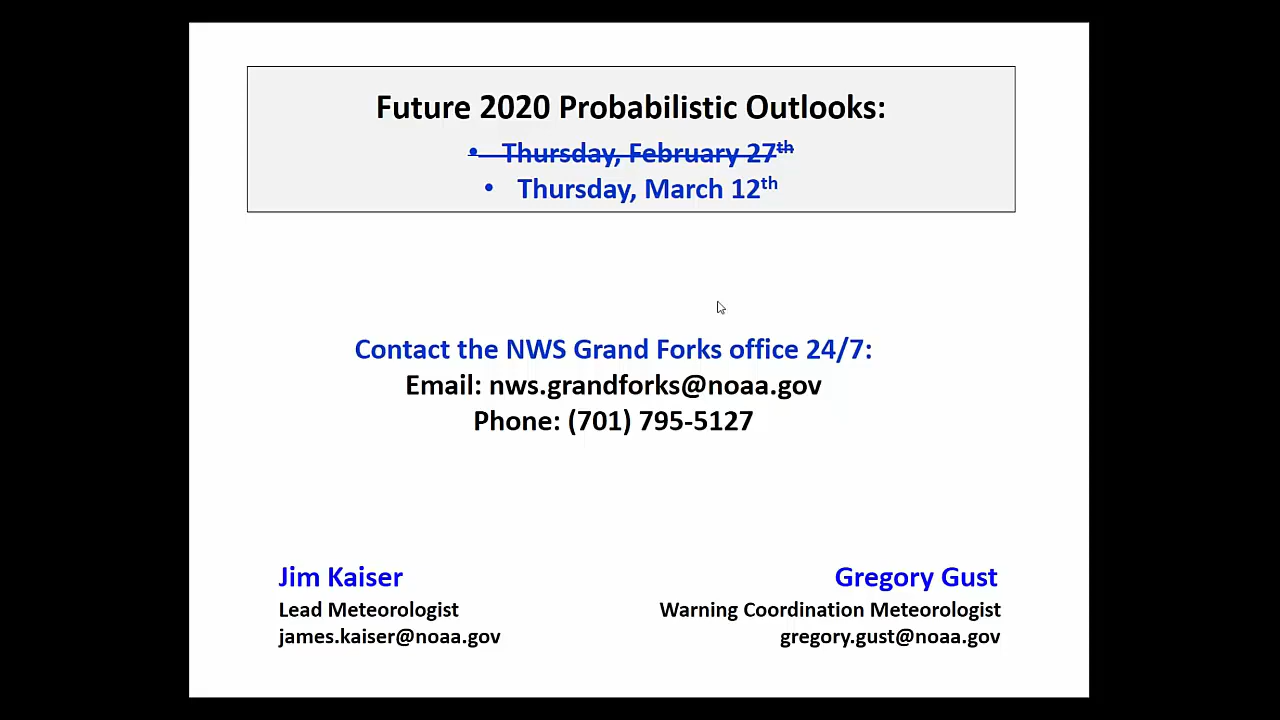 Future 2020 Probabilistic Outlooks:
• Thursday, February 27th
• Thursday, March 12th
Contact the NWS Grand Forks office 24/7:
Email: nws.grandforks@noaa.gov
Phone: (701) 795-5127
Jim Kaiser
Lead Meteorologist
james.kaiser@noaa.gov
Gregory Gust
Warning Coordination Meteorologist
gregory.gust@noaa.gov